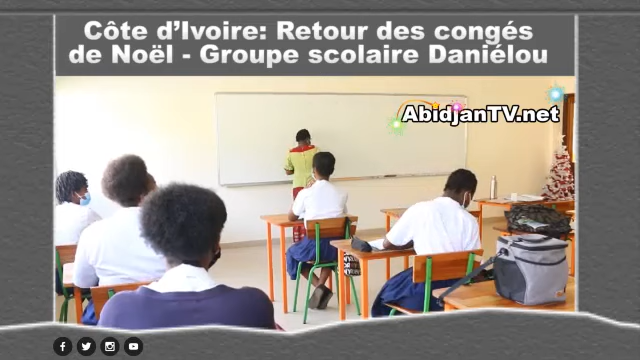 Côte d’Ivoire: Retour des congés
de Noël - Groupe scolaire Daniélou
AbidjanTV.net